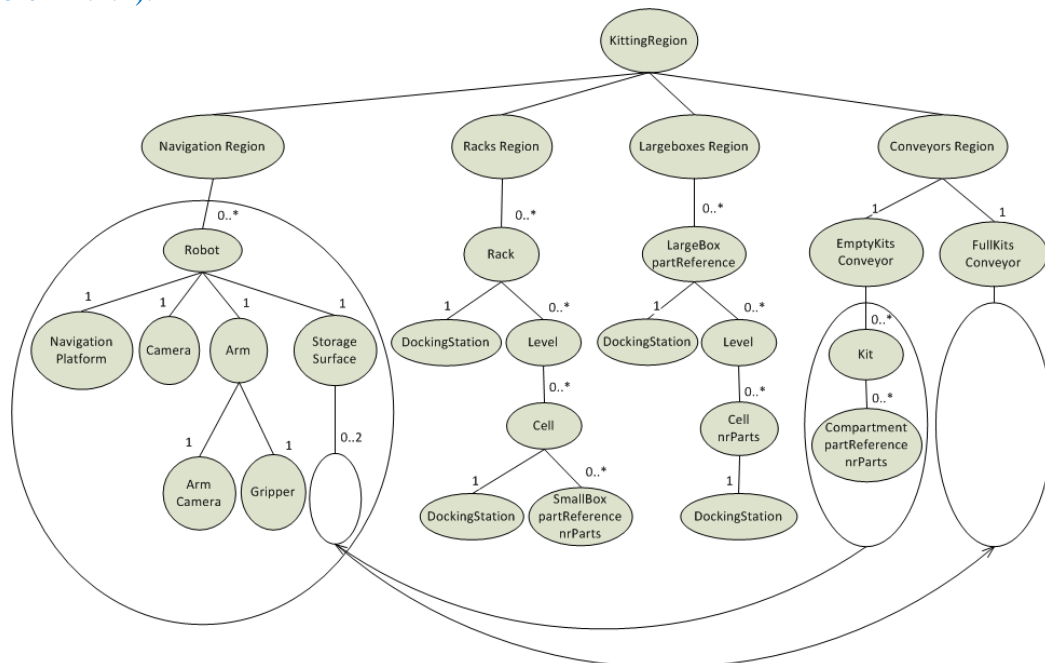 KittingRegion
Navigation Region
Racks Region
Largeboxes Region
Conveyors Region
0..*
0..*
0..*
1
1
Robot
Rack
LargeBox
partReference
EmptyKits
Conveyor
FullKits
Conveyor
1
1
1
1
1
0..*
1
0..*
0..*
Navigation
Platform
Camera
Arm
Storage
Surface
DockingStation
Level
DockingStation
Level
Kit
0..*
0..*
0..*
1
1
0..2
Cell
Cell
nrParts
Compartment
partReference
nrParts
1
0..*
1
Arm
Camera
Gripper
DockingStation
SmallBox
partReference
nrParts
DockingStation